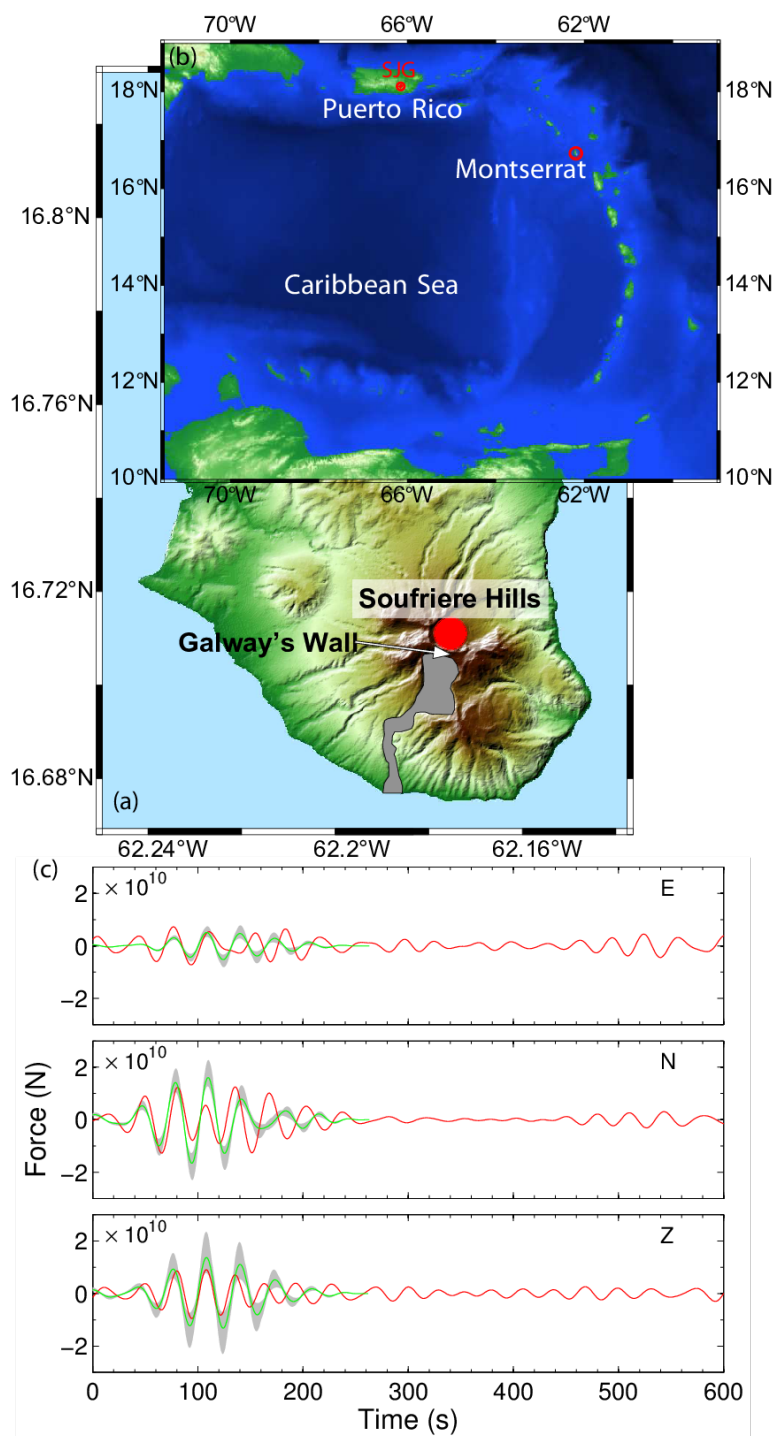 70°W 66°W 62°W
(b)
SJG
18°N 18°N
Puerto Rico
Montserrat
16°N 16°N
16.8°N
Caribbean Sea
14°N 14°N
12°N 12°N
16.76°N
10°N 10°N
70°W 66°W 62°W
16.72°N
Soufriere Hills
Galway's Wall
16.68°N
(a)
62.24°W 62.2°W 62.16°W
(c)
2 × 10¹⁰ E
0
−2
2 × 10¹⁰ N
0
−2
Force (N)
2 × 10¹⁰ Z
0
−2
0 100 200 300 400 500 600
Time (s)